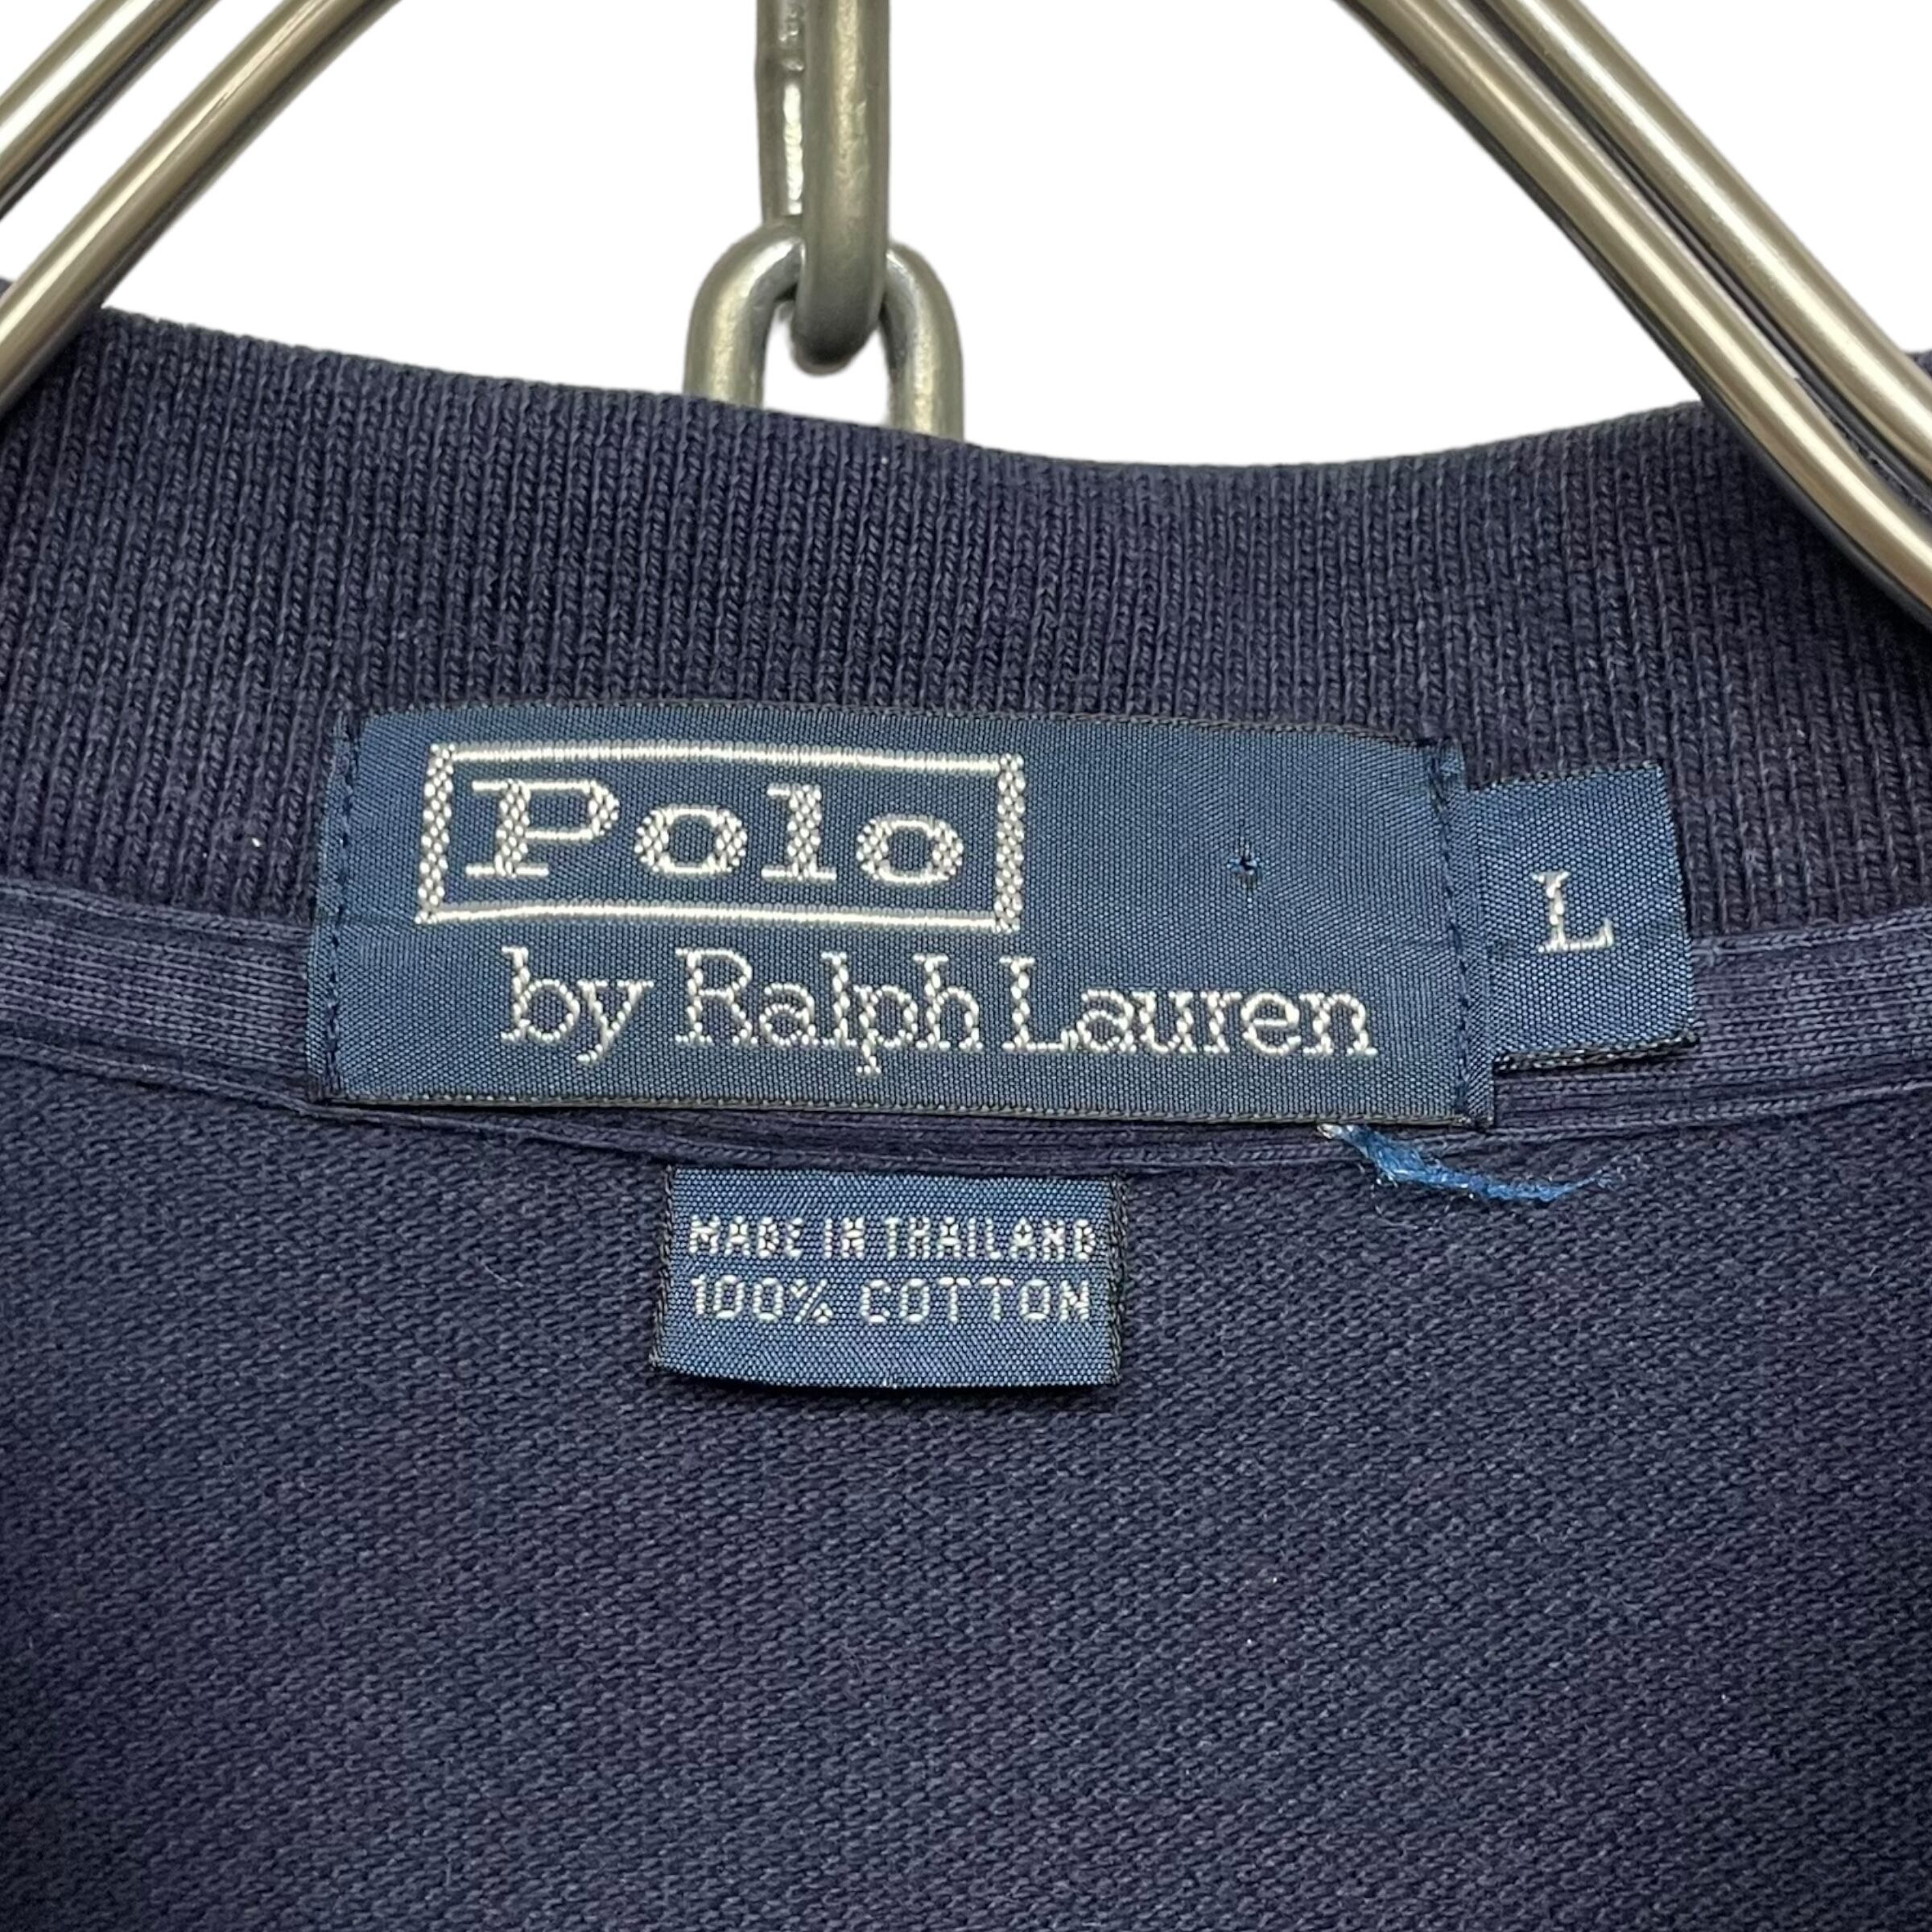 Polo
by Ralph Lauren
L
MADE IN THAILAND
100% COTTON